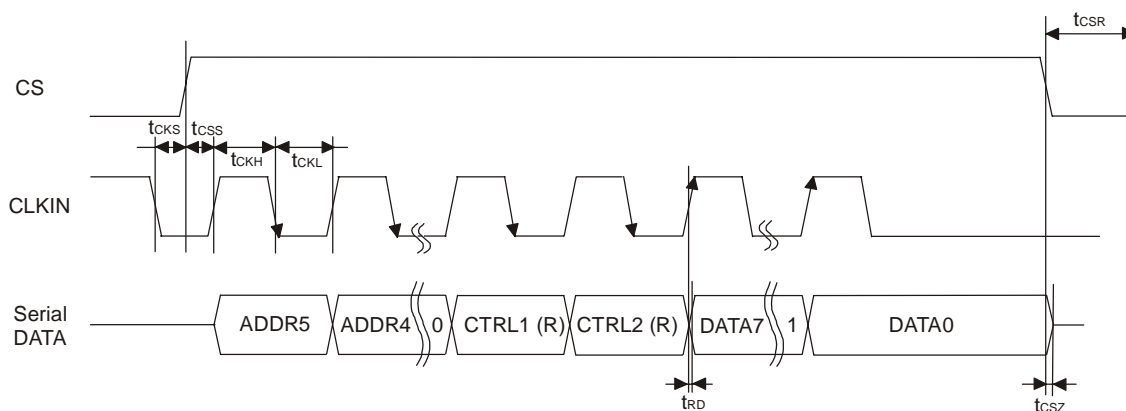 tCSR
CS
tCKS
tCSS
tCKH
tCKL
CLKIN
Serial
DATA
ADDR5
ADDR4
0
CTRL1 (R)
CTRL2 (R)
DATA7
1
DATA0
tRD
tCSZ